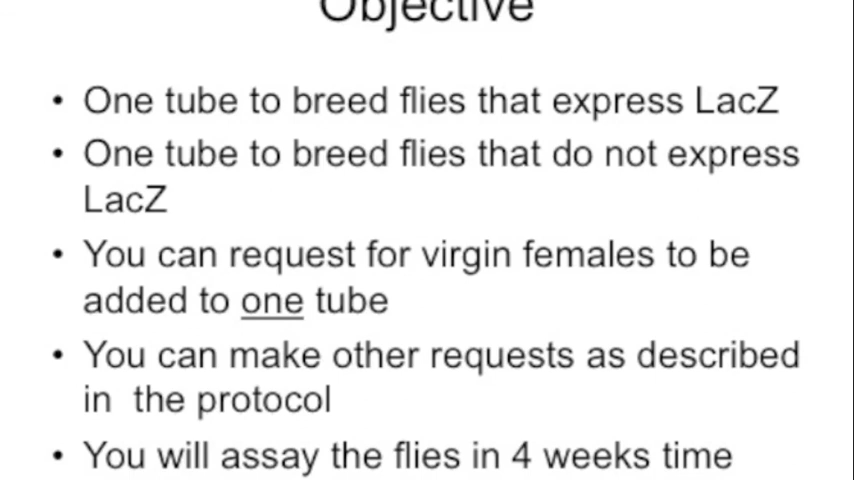 Objective
• One tube to breed flies that express LacZ
• One tube to breed flies that do not express
LacZ
• You can request for virgin females to be
added to one tube
• You can make other requests as described
in  the protocol
• You will assay the flies in 4 weeks time